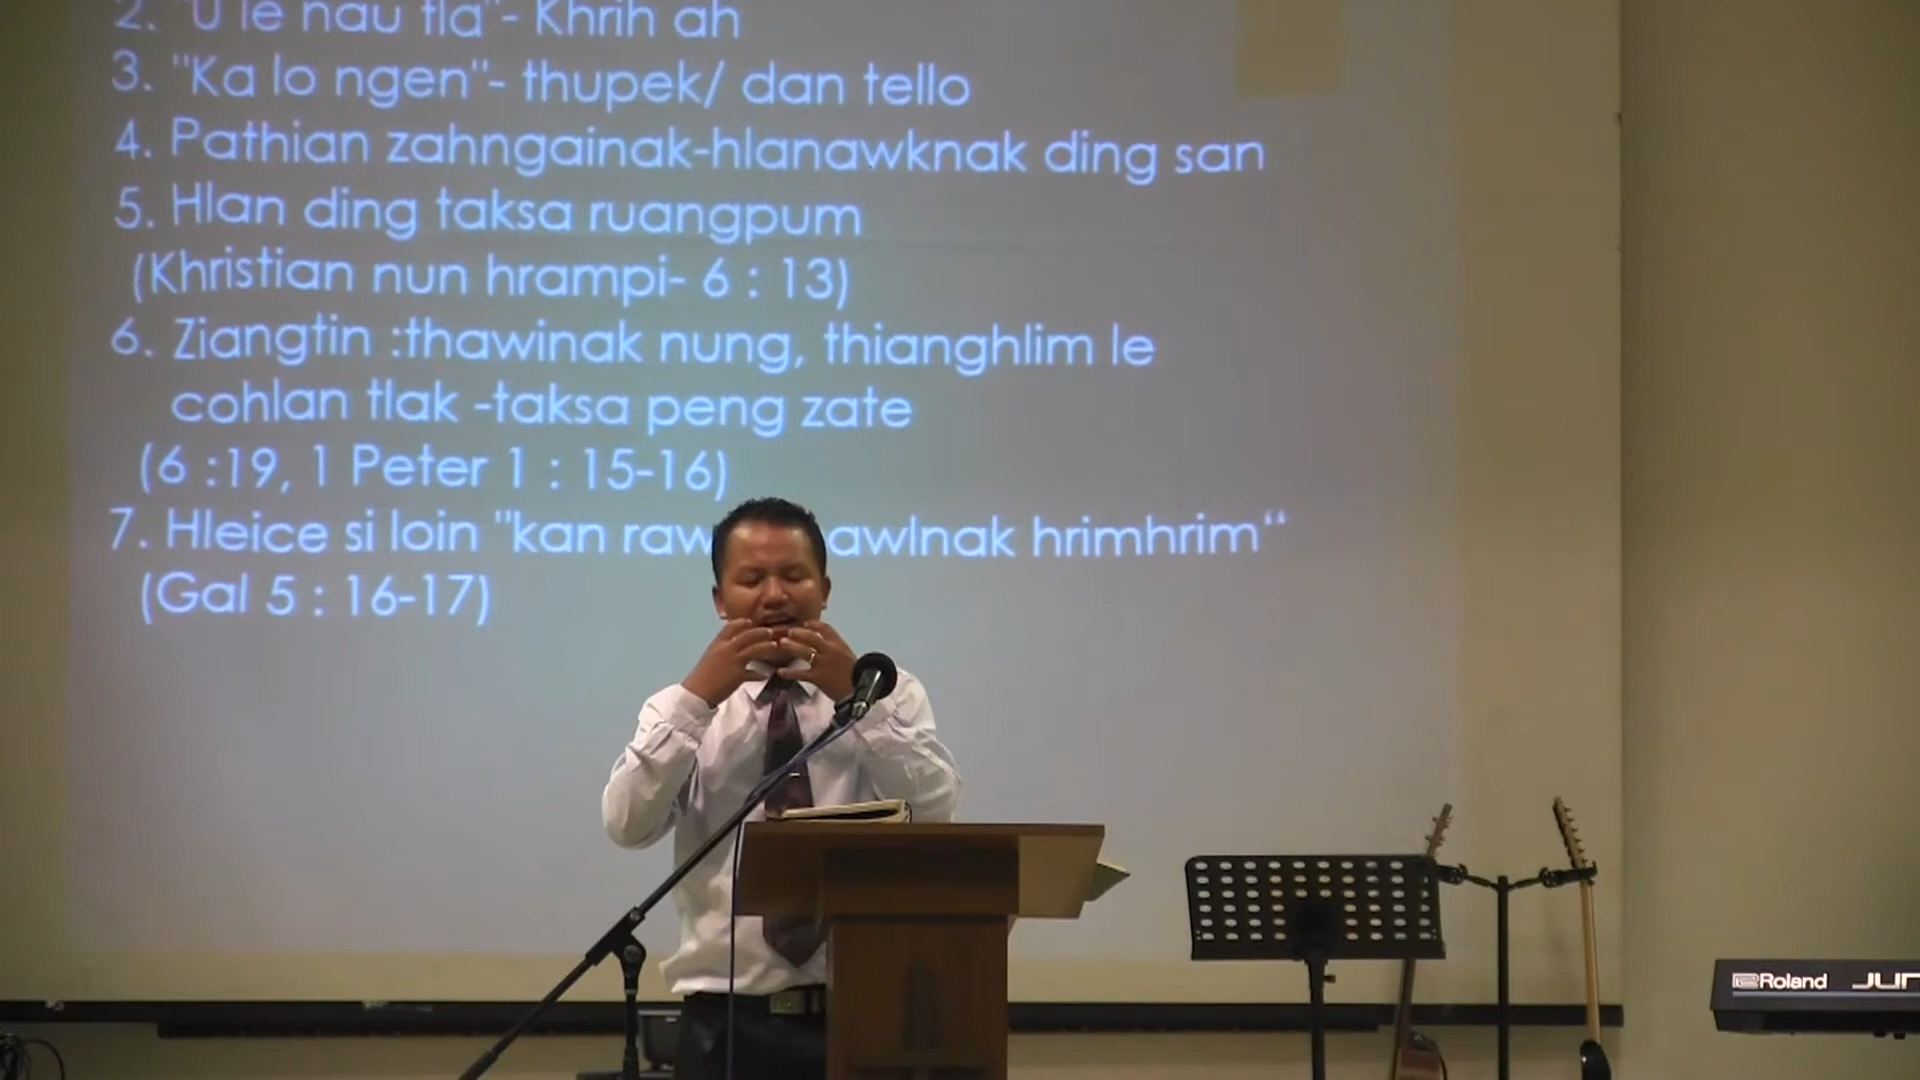 2. "U le nau tla"- Khrih ah
3. "Ka lo ngen"- thupek/ dan tello
4. Pathian zahngainak-hlanawknak ding san
5. Hlan ding taksa ruangpum
(Khristian nun hrampi- 6 : 13)
6. Ziangtin :thawinak nung, thianghlim le
cohlan tlak -taksa peng zate
(6 :19, 1 Peter 1 : 15-16)
7. Hleice si loin "kan raw awlnak hrimhrim“
(Gal 5 : 16-17)
Roland JUN